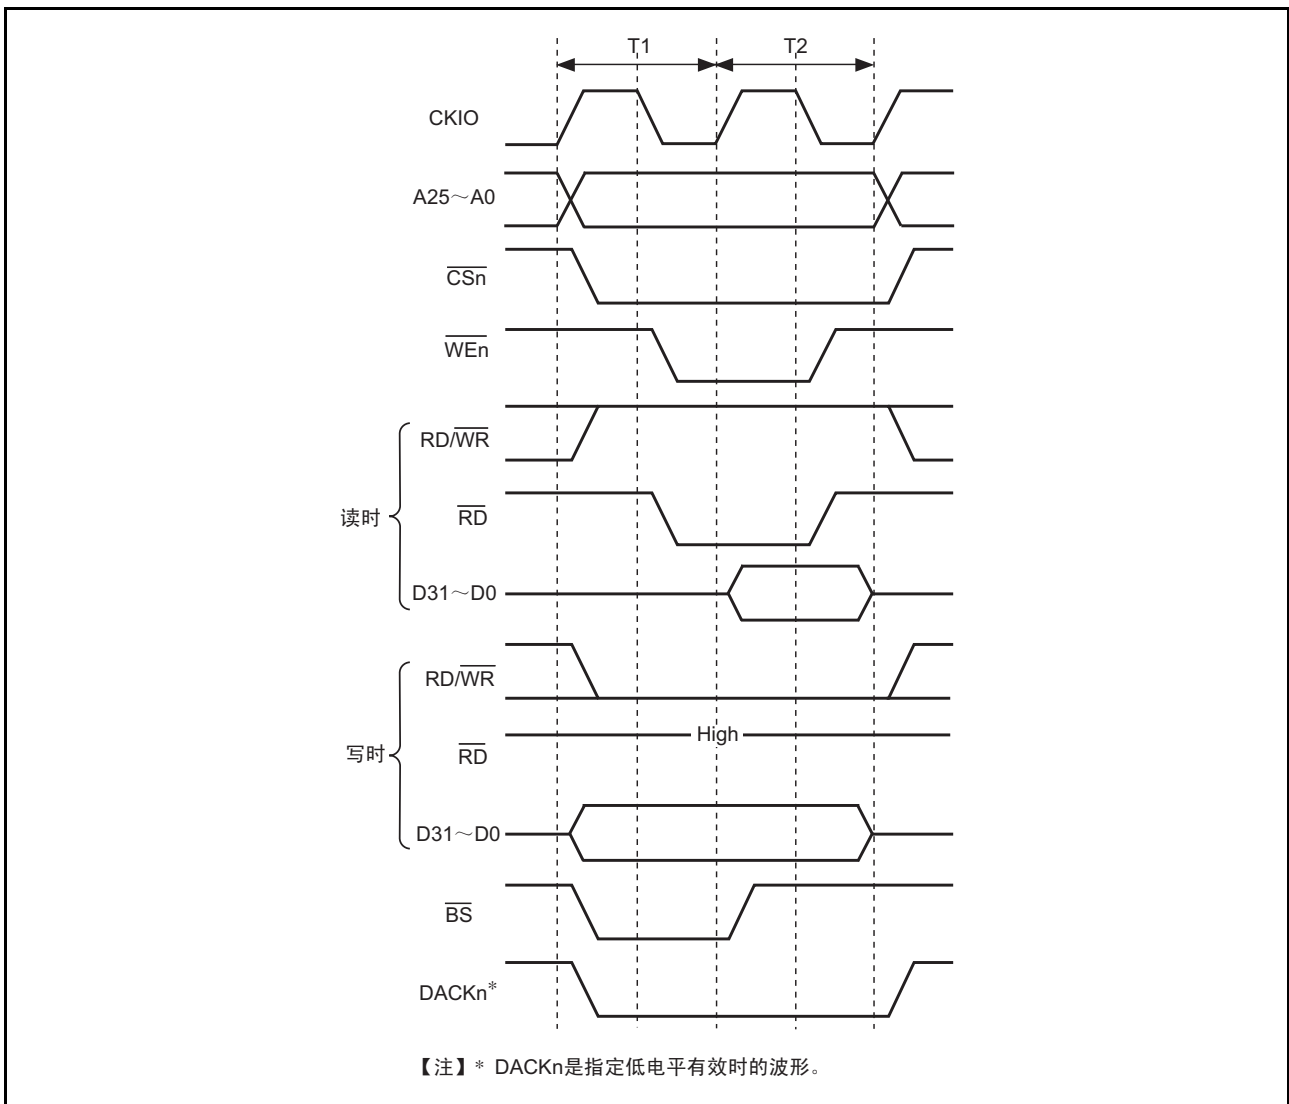 T1 T2
CKIO
A25～A0
CSn
WEn
读时
RD/WR
RD
D31～D0
写时
RD/WR
RD
High
D31～D0
BS
DACKn*
【注】* DACKn是指定低电平有效时的波形。